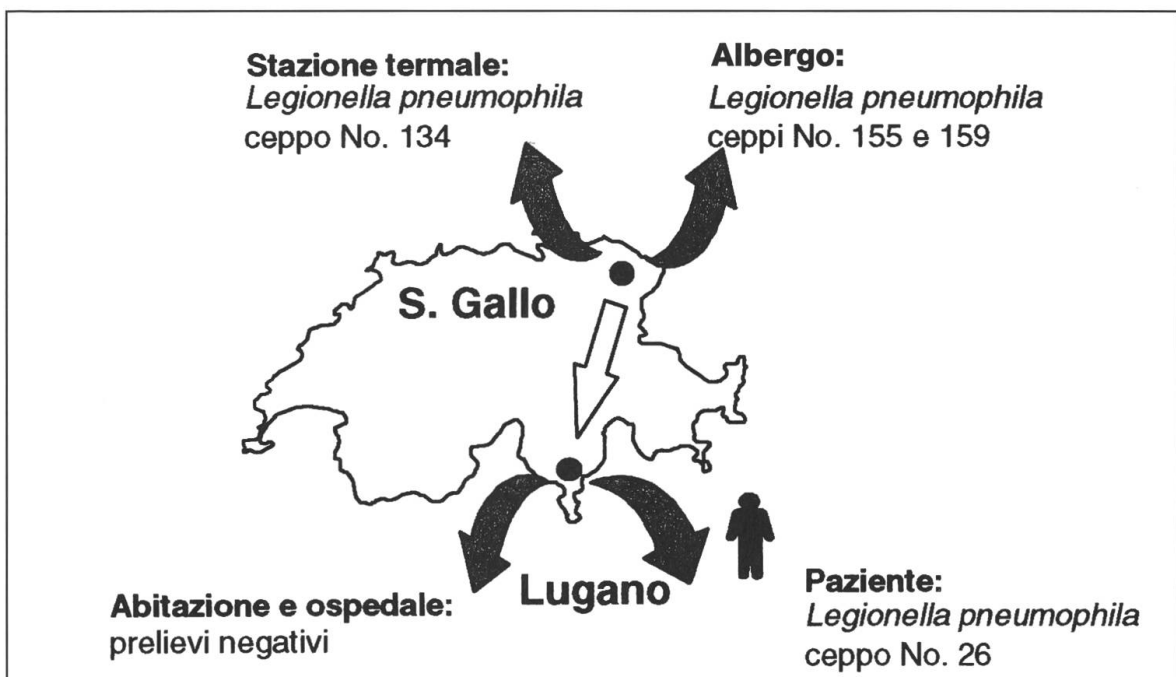 Stazione termale:
Legionella pneumophila
ceppo No. 134
Albergo:
Legionella pneumophila
ceppi No. 155 e 159
S. Gallo
Lugano
Abitazione e ospedale:
prelievi negativi
Paziente:
Legionella pneumophila
ceppo No. 26